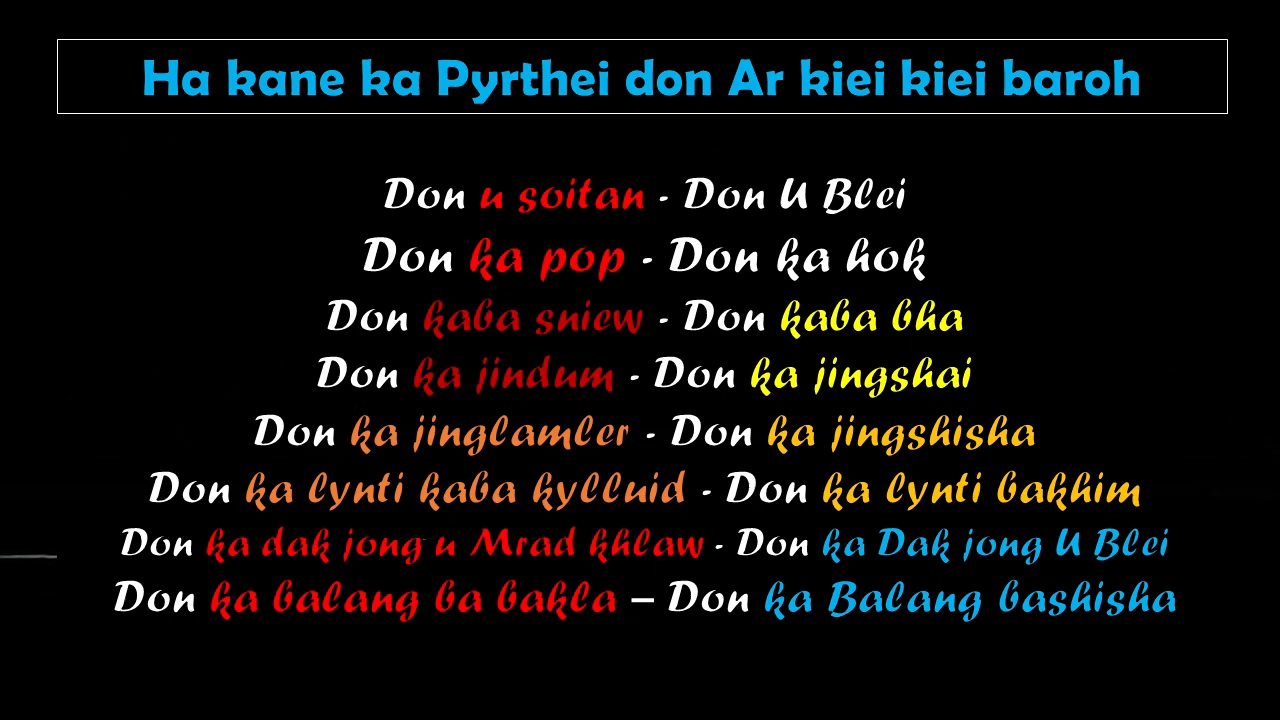 Ha kane ka Pyrthei don Ar kiei kiei baroh
Don u soitan - Don U Blei
Don ka pop - Don ka hok
Don kaba sniew - Don kaba bha
Don ka jindum - Don ka jingshai
Don ka jinglamler - Don ka jingshisha
Don ka lynti kaba kylluid - Don ka lynti bakhim
Don ka dak jong u Mrad khlaw - Don ka Dak jong U Blei
Don ka balang ba bakla – Don ka Balang bashisha